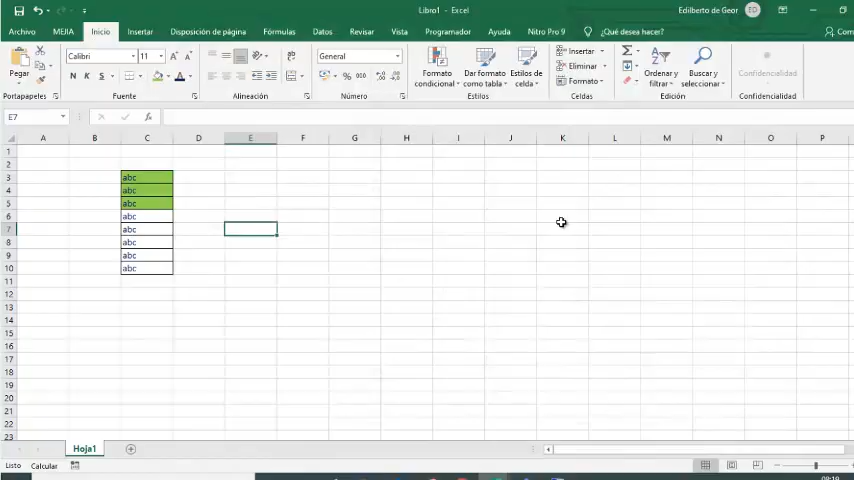 Libro1 - Excel
Edilberto de Geor
ED
Archivo MEJIA Inicio Insertar Disposición de página Fórmulas Datos Revisar Vista Programador Ayuda Nitro Pro 9 ¿Qué desea hacer?
Pegar
Calibri 11
N K S
General
Formato condicional
Dar formato como tabla
Estilos de celda
Insertar
Eliminar
Formato
Ordenar y filtrar
Buscar y seleccionar
Confidencialidad
Portapapeles Fuente Alineación Número Estilos Celdas Edición Confidencialidad
E7 fx
A B C D E F G H I J K L M N O P
1
2
3 abc
4 abc
5 abc
6 abc
7 abc
8 abc
9 abc
10 abc
11
12
13
14
15
16
17
18
19
20
21
22
23
Hoja1
Listo Calcular